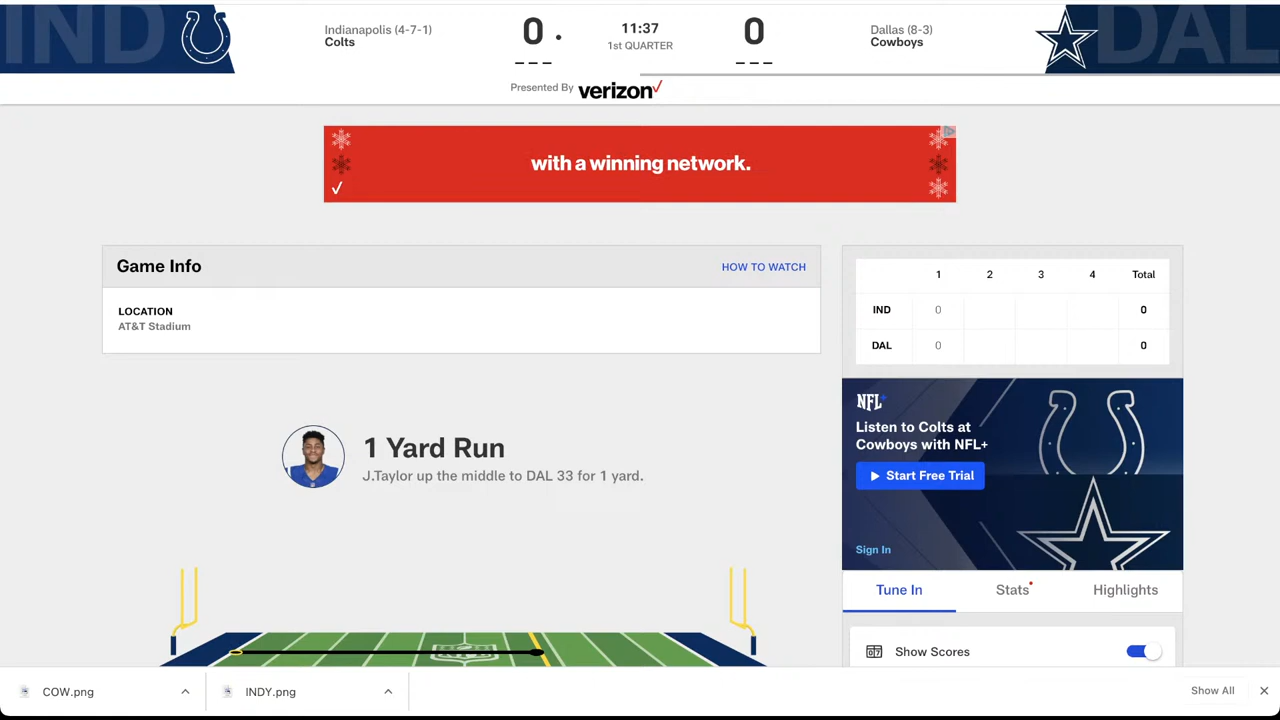 IND
Indianapolis (4-7-1)
Colts
0
11:37
1st QUARTER
0
Dallas (8-3)
Cowboys
DAL
Presented By verizon
with a winning network.
Game Info
HOW TO WATCH
LOCATION
AT&T Stadium
1 2 3 4 Total
IND 0 0
DAL 0 0
NFL+
Listen to Colts at
Cowboys with NFL+
Start Free Trial
Sign In
1 Yard Run
J.Taylor up the middle to DAL 33 for 1 yard.
NFL
Tune In Stats Highlights
Show Scores
COW.png INDY.png Show All